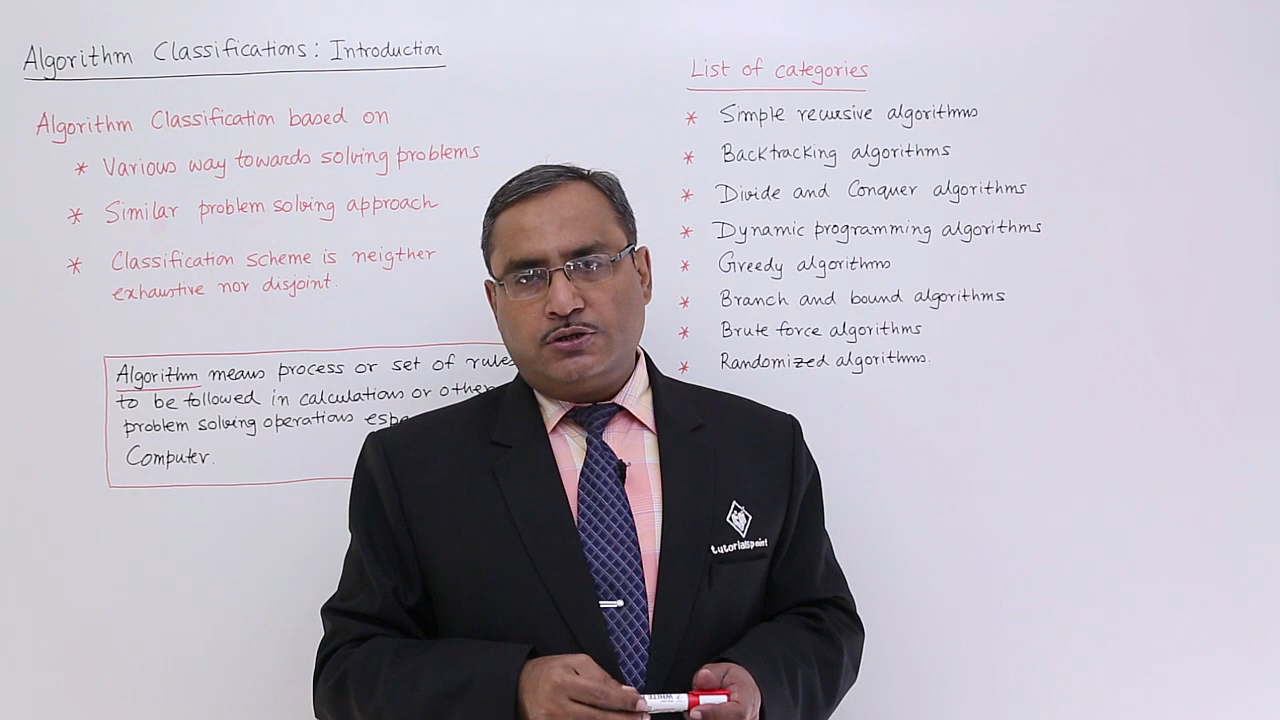 Algorithm Classifications: Introduction
Algorithm Classification based on
* Various way towards solving problems
* Similar problem solving approach
* Classification scheme is neigther
exhaustive nor disjoint.
Algorithm means process or set of rules
to be followed in calculations or other
problem solving operations
Computer.
List of categories
* Simple recursive algorithms
* Backtracking algorithms
* Divide and Conquer algorithms
* Dynamic programming algorithms
* Greedy algorithms
* Branch and bound algorithms
* Brute force algorithms
* Randomized algorithms.
tutorialspoint